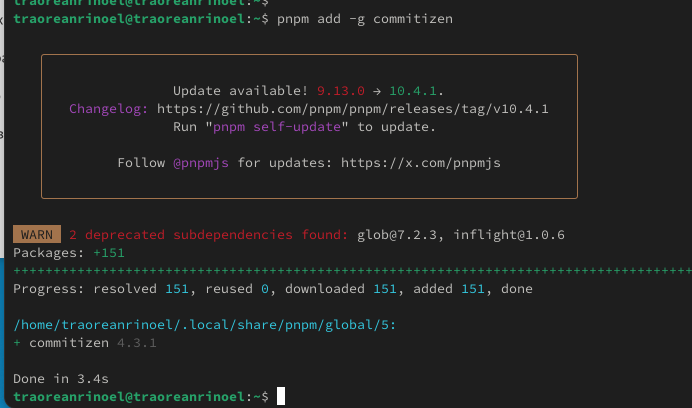 traoreanrinoel@traoreanrinoel:~$
traoreanrinoel@traoreanrinoel:~$ pnpm add -g commitizen
Update available! 9.13.0 → 10.4.1.
Changelog: https://github.com/pnpm/pnpm/releases/tag/v10.4.1
Run "pnpm self-update" to update.
Follow @pnpmjs for updates: https://x.com/pnpmjs
WARN 2 deprecated subdependencies found: glob@7.2.3, inflight@1.0.6
Packages: +151
++++++++++++++++++++++++++++++++++++++++++++++++++++++++++++++++++++++++++++++++++++
Progress: resolved 151, reused 0, downloaded 151, added 151, done
/home/traoreanrinoel/.local/share/pnpm/global/5:
+ commitizen 4.3.1
Done in 3.4s
traoreanrinoel@traoreanrinoel:~$